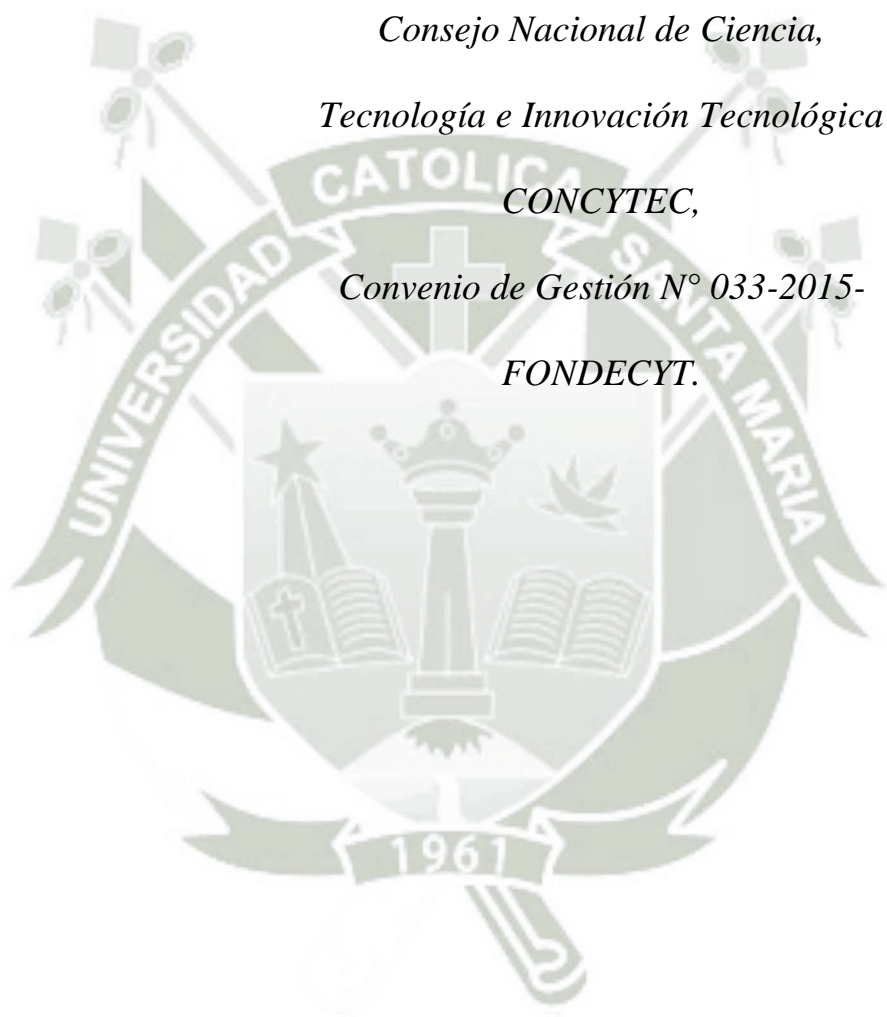 Consejo Nacional de Ciencia,
Tecnología e Innovación Tecnológica
CONCYTEC,
Convenio de Gestión N° 033-2015-
FONDECYT.
UNIVERSIDAD CATOLICA SANTA MARIA
1961